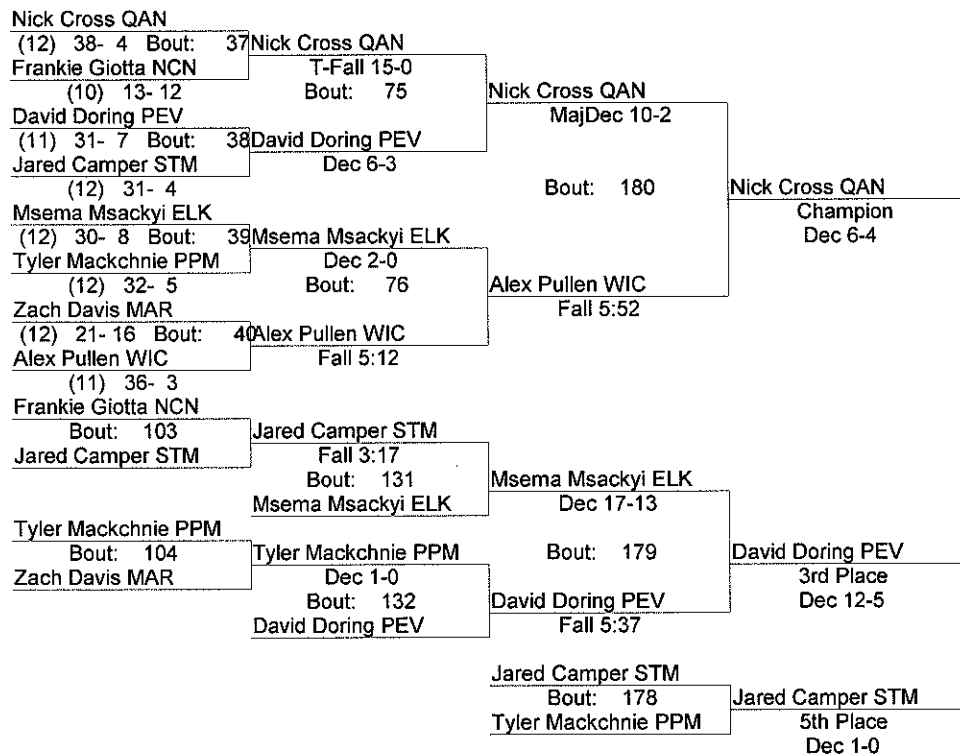 Nick Cross QAN
(12) 38- 4 Bout: 37 Nick Cross QAN
Frankie Giotta NCN T-Fall 15-0
(10) 13- 12 Bout: 75 Nick Cross QAN
David Doring PEV MajDec 10-2
(11) 31- 7 Bout: 38 David Doring PEV
Jared Camper STM Dec 6-3
(12) 31- 4 Bout: 180 Nick Cross QAN
Msema Msackyi ELK Champion
(12) 30- 8 Bout: 39 Msema Msackyi ELK Dec 6-4
Tyler Mackchnie PPM Dec 2-0
(12) 32- 5 Bout: 76 Alex Pullen WIC
Zach Davis MAR Fall 5:52
(12) 21- 16 Bout: 40 Alex Pullen WIC
Alex Pullen WIC Fall 5:12
(11) 36- 3
Frankie Giotta NCN
Bout: 103 Jared Camper STM
Jared Camper STM Fall 3:17
Bout: 131 Msema Msackyi ELK
Msema Msackyi ELK Dec 17-13
Tyler Mackchnie PPM
Bout: 104 Tyler Mackchnie PPM Bout: 179 David Doring PEV
Zach Davis MAR Dec 1-0 3rd Place
Bout: 132 David Doring PEV Dec 12-5
David Doring PEV Fall 5:37
Jared Camper STM
Bout: 178 Jared Camper STM
Tyler Mackchnie PPM 5th Place
Dec 1-0